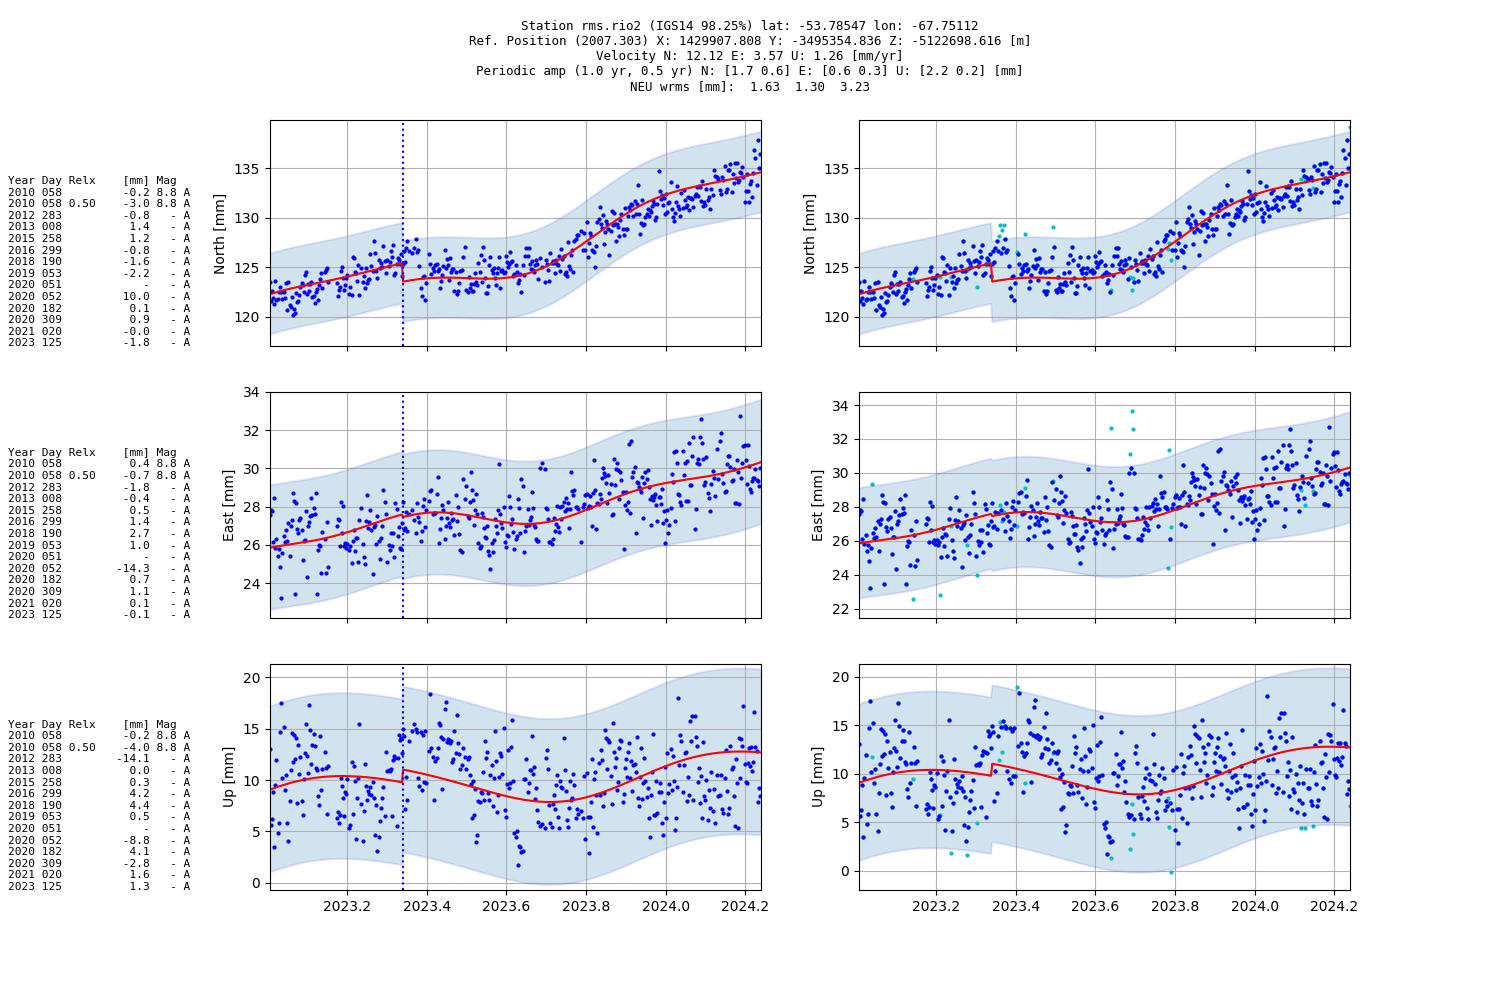 Station rms.rio2 (IGS14 98.25%) lat: -53.78547 lon: -67.75112
Ref. Position (2007.303) X: 1429907.808 Y: -3495354.836 Z: -5122698.616 [m]
Velocity N: 12.12 E: 3.57 U: 1.26 [mm/yr]
Periodic amp (1.0 yr, 0.5 yr) N: [1.7 0.6] E: [0.6 0.3] U: [2.2 0.2] [mm]
NEU wrms [mm]: 1.63 1.30 3.23
Year Day Relx [mm] Mag
2010 058 -0.2 8.8 A
2010 058 0.50 -3.0 8.8 A
2012 283 -0.8 - A
2013 008 1.4 - A
2015 258 1.2 - A
2016 299 -0.8 - A
2018 190 -1.6 - A
2019 053 -2.2 - A
2020 051 - - A
2020 052 10.0 - A
2020 182 0.1 - A
2020 309 0.9 - A
2021 020 -0.0 - A
2023 125 -1.8 - A
North [mm]
135
130
125
120
North [mm]
135
130
125
120
Year Day Relx [mm] Mag
2010 058 0.4 8.8 A
2010 058 0.50 -0.7 8.8 A
2012 283 -1.8 - A
2013 008 -0.4 - A
2015 258 0.5 - A
2016 299 1.4 - A
2018 190 2.7 - A
2019 053 1.0 - A
2020 051 - - A
2020 052 -14.3 - A
2020 182 0.7 - A
2020 309 1.1 - A
2021 020 0.1 - A
2023 125 -0.1 - A
East [mm]
34
32
30
28
26
24
East [mm]
34
32
30
28
26
24
22
Year Day Relx [mm] Mag
2010 058 -0.2 8.8 A
2010 058 0.50 -4.0 8.8 A
2012 283 -14.1 - A
2013 008 0.0 - A
2015 258 0.3 - A
2016 299 4.2 - A
2018 190 4.4 - A
2019 053 0.5 - A
2020 051 - - A
2020 052 -8.8 - A
2020 182 4.1 - A
2020 309 -2.8 - A
2021 020 1.6 - A
2023 125 1.3 - A
Up [mm]
20
15
10
5
0
2023.2 2023.4 2023.6 2023.8 2024.0 2024.2
Up [mm]
20
15
10
5
0
2023.2 2023.4 2023.6 2023.8 2024.0 2024.2